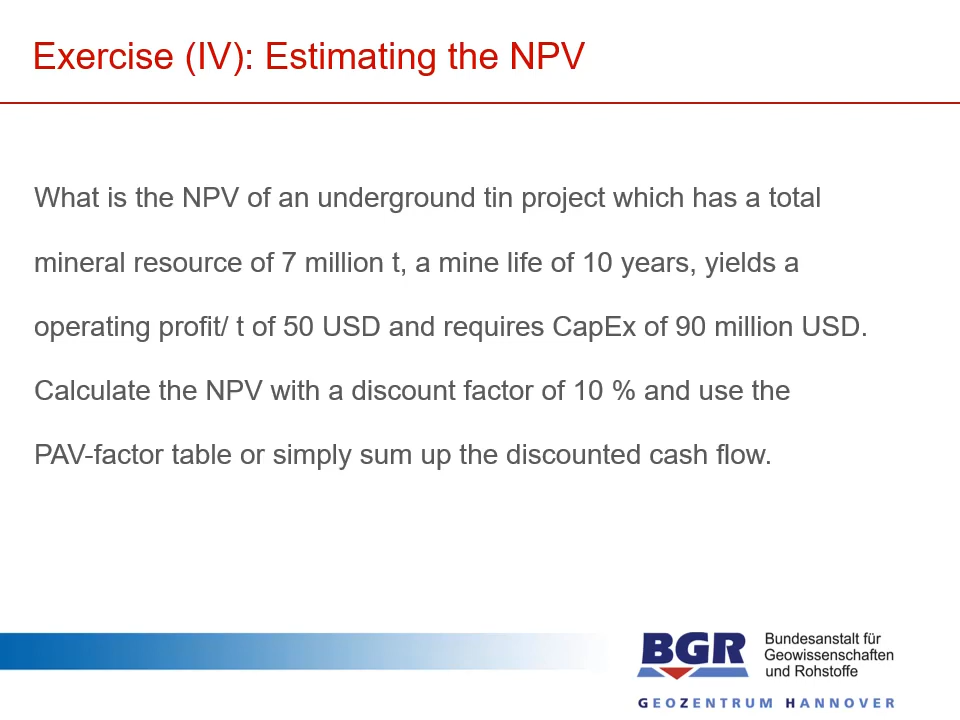 Exercise (IV): Estimating the NPV
What is the NPV of an underground tin project which has a total
mineral resource of 7 million t, a mine life of 10 years, yields a
operating profit/ t of 50 USD and requires CapEx of 90 million USD.
Calculate the NPV with a discount factor of 10 % and use the
PAV-factor table or simply sum up the discounted cash flow.
BGR
Bundesanstalt für
Geowissenschaften
und Rohstoffe
GEOZENTRUM HANNOVER